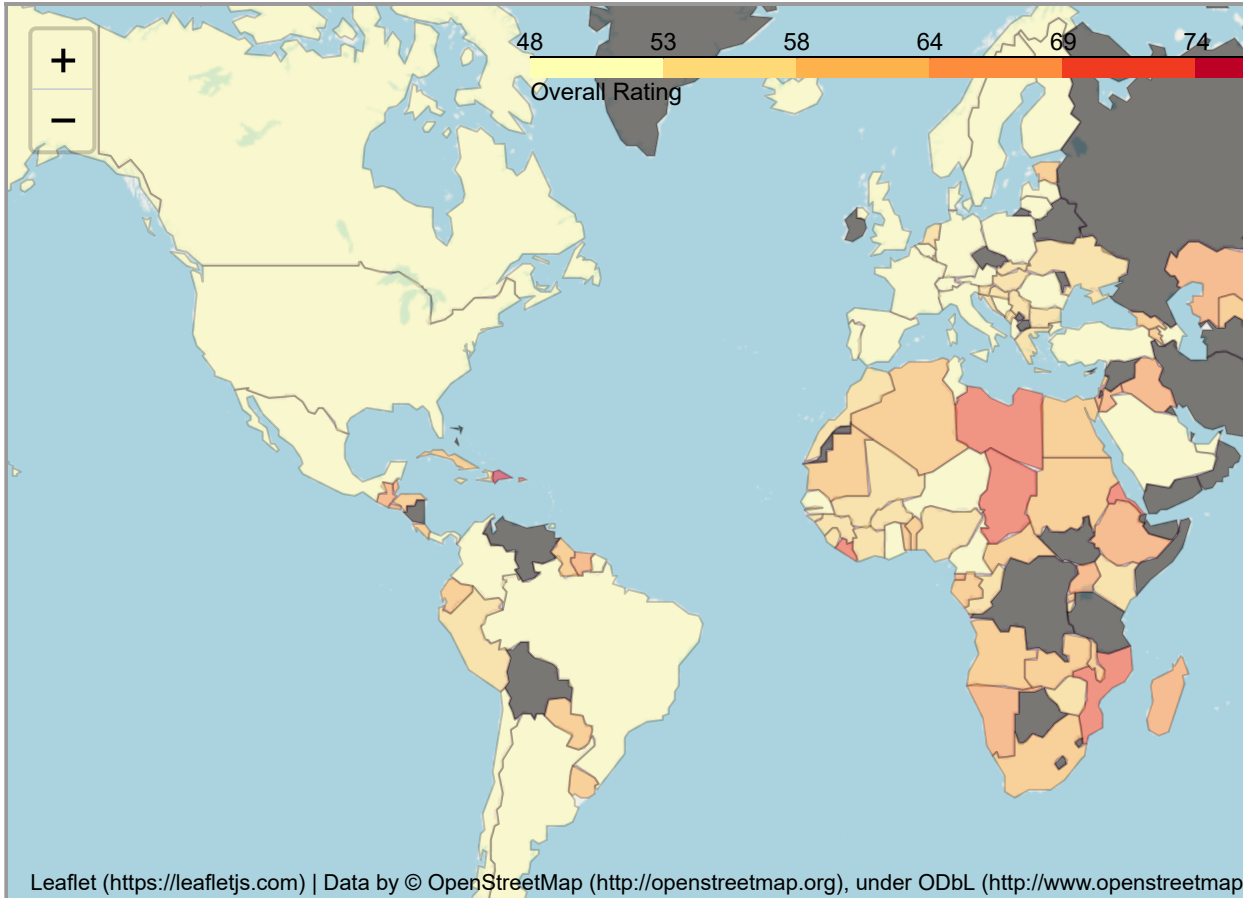 +
−
48 53 58 64 69 74
Overall Rating
Leaflet (https://leafletjs.com) | Data by © OpenStreetMap (http://openstreetmap.org), under ODbL (http://www.openstreetmap